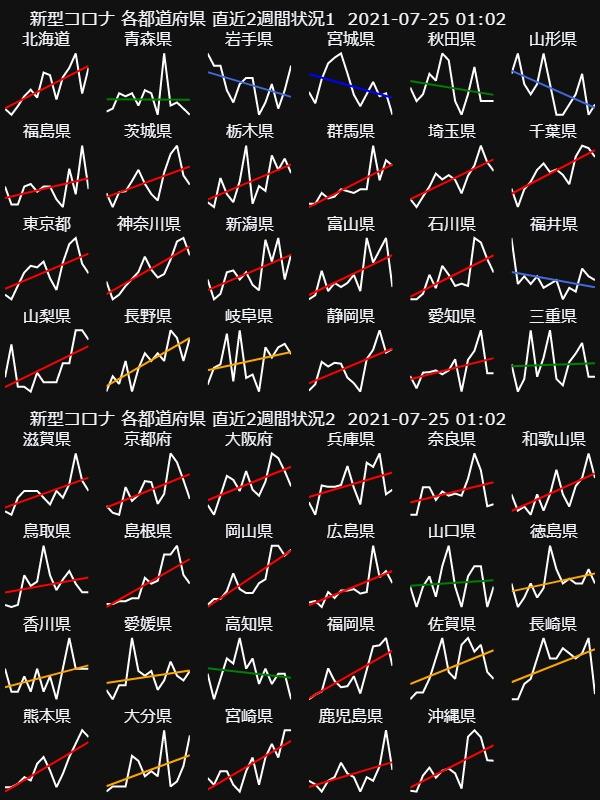 新型コロナ 各都道府県 直近2週間状況1 2021-07-25 01:02
北海道 青森県 岩手県 宮城県 秋田県 山形県
福島県 茨城県 栃木県 群馬県 埼玉県 千葉県
東京都 神奈川県 新潟県 富山県 石川県 福井県
山梨県 長野県 岐阜県 静岡県 愛知県 三重県
新型コロナ 各都道府県 直近2週間状況2 2021-07-25 01:02
滋賀県 京都府 大阪府 兵庫県 奈良県 和歌山県
鳥取県 島根県 岡山県 広島県 山口県 徳島県
香川県 愛媛県 高知県 福岡県 佐賀県 長崎県
熊本県 大分県 宮崎県 鹿児島県 沖縄県